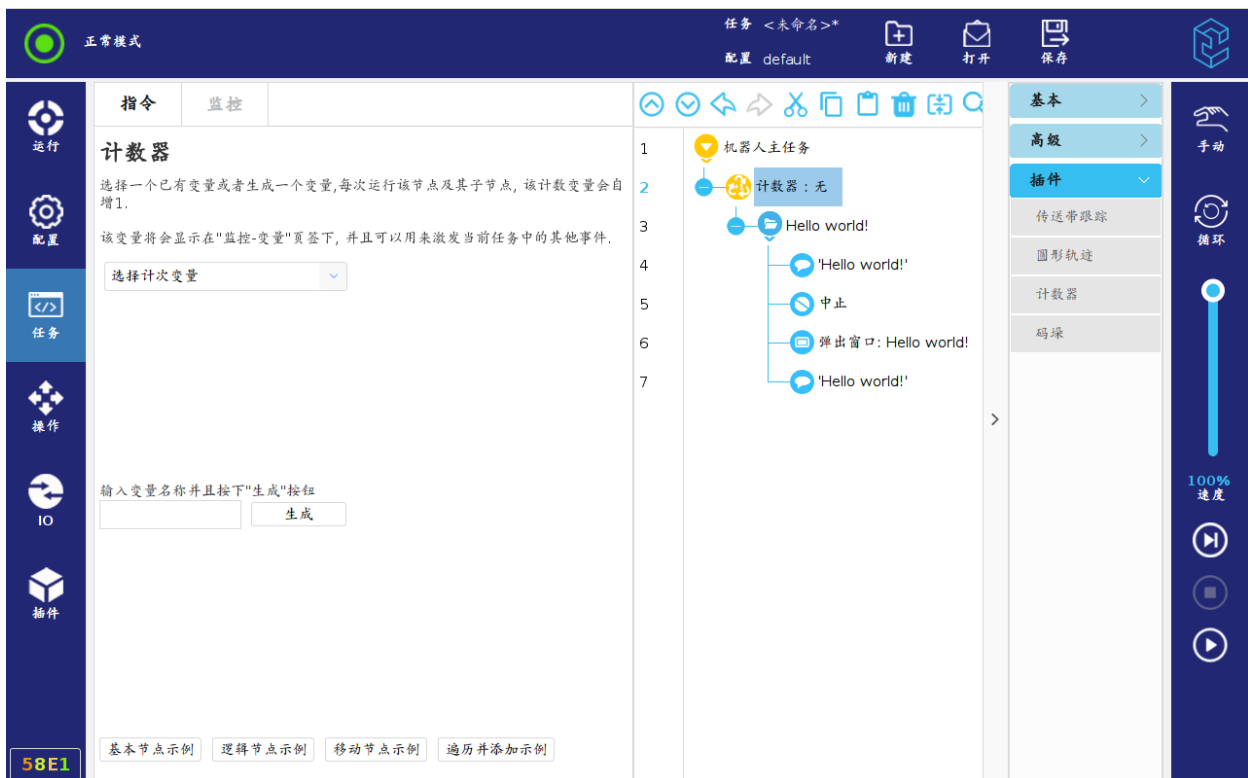 正常模式
任务 <未命名>*
配置 default
新建
打开
保存
运行
配置
任务
操作
IO
插件
58E1
指令
监控
计数器
选择一个已有变量或者生成一个变量,每次运行该节点及其子节点, 该计数变量会自
增1.
该变量将会显示在"监控-变量"页签下, 并且可以用来激发当前任务中的其他事件.
选择计次变量
输入变量名称并且按下"生成"按钮
生成
基本节点示例
逻辑节点示例
移动节点示例
遍历并添加示例
1 机器人主任务
2 计数器 : 无
3 Hello world!
4 'Hello world!'
5 中止
6 弹出窗口: Hello world!
7 'Hello world!'
基本
高级
插件
传送带跟踪
圆形轨迹
计数器
码垛
手动
循环
100%
速度